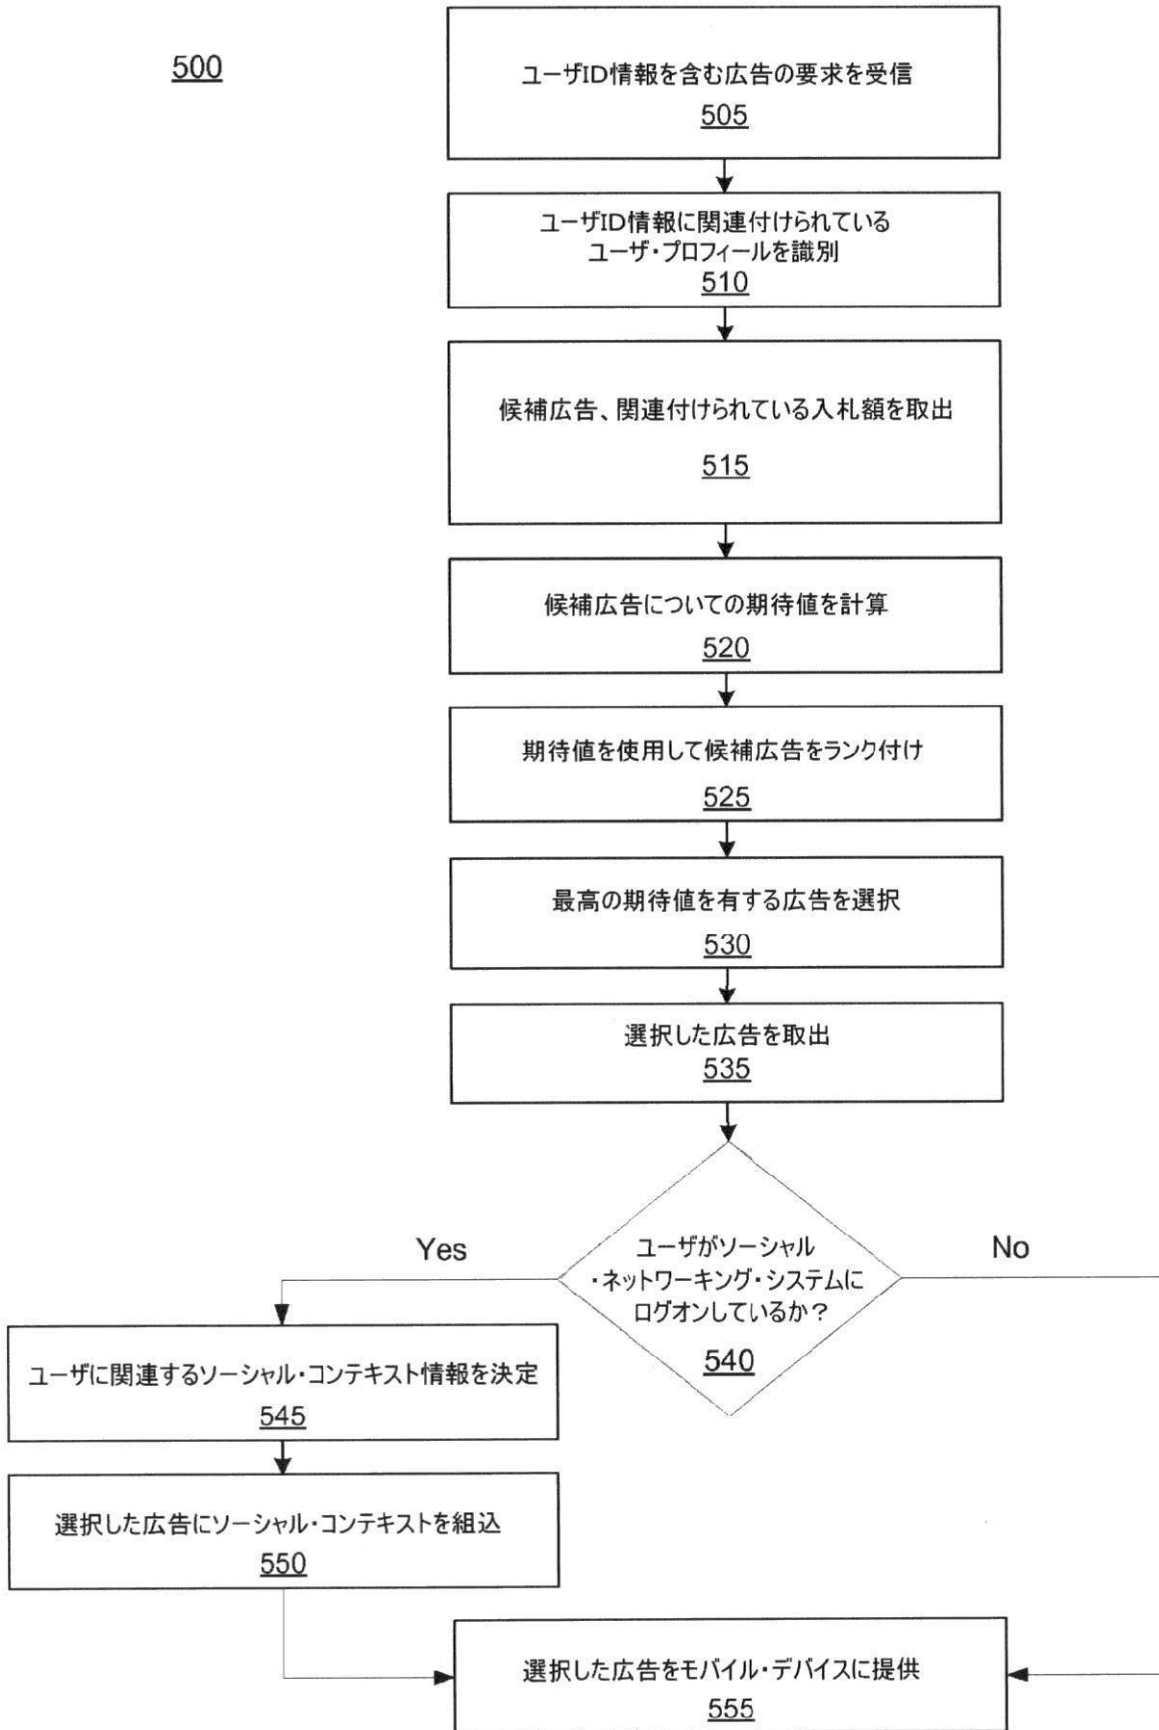 500
ユーザID情報を含む広告の要求を受信
505
ユーザID情報に関連付けられている
ユーザ・プロフィールを識別
510
候補広告、関連付けられている入札額を取出
515
候補広告についての期待値を計算
520
期待値を使用して候補広告をランク付け
525
最高の期待値を有する広告を選択
530
選択した広告を取出
535
Yes
ユーザがソーシャル
・ネットワーキング・システムに
ログオンしているか？
540
No
ユーザに関連するソーシャル・コンテキスト情報を決定
545
選択した広告にソーシャル・コンテキストを組込
550
選択した広告をモバイル・デバイスに提供
555